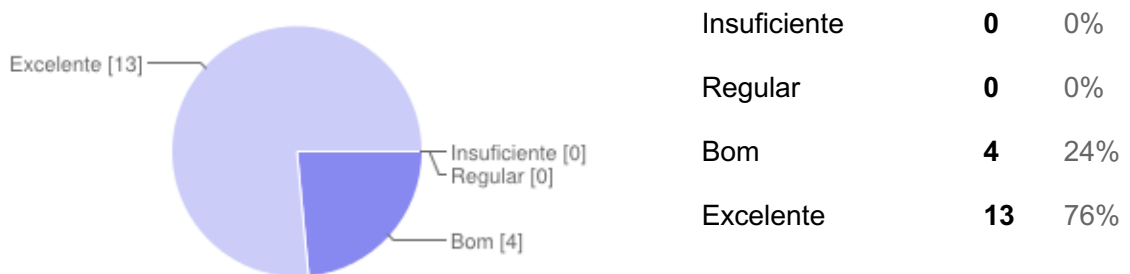 Excelente [13]
Insuficiente [0]
Regular [0]
Bom [4]
Insuficiente 0 0%
Regular 0 0%
Bom 4 24%
Excelente 13 76%